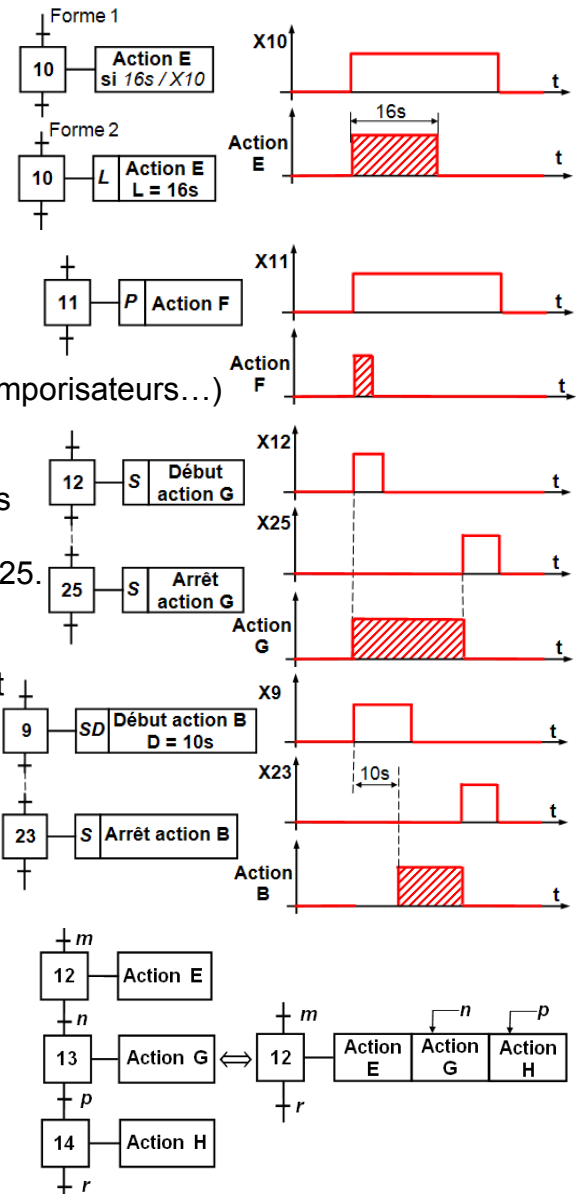 Forme 1
10
Action E
si 16s / X10
X10
t
Forme 2
10
L
Action E
L = 16s
16s
Action
E
t
11
P
Action F
X11
t
mporisateurs…)
Action
F
t
12
S
Début
action G
X12
t
s
25.
25
S
Arrêt
action G
X25
t
Action
G
t
t
9
SD
Début action B
D = 10s
X9
t
10s
23
S
Arrêt action B
X23
t
Action
B
t
m
12
Action E
n
13
Action G
p
14
Action H
r
⇔
m
12
Action
E
Action
G
Action
H
n
p
r